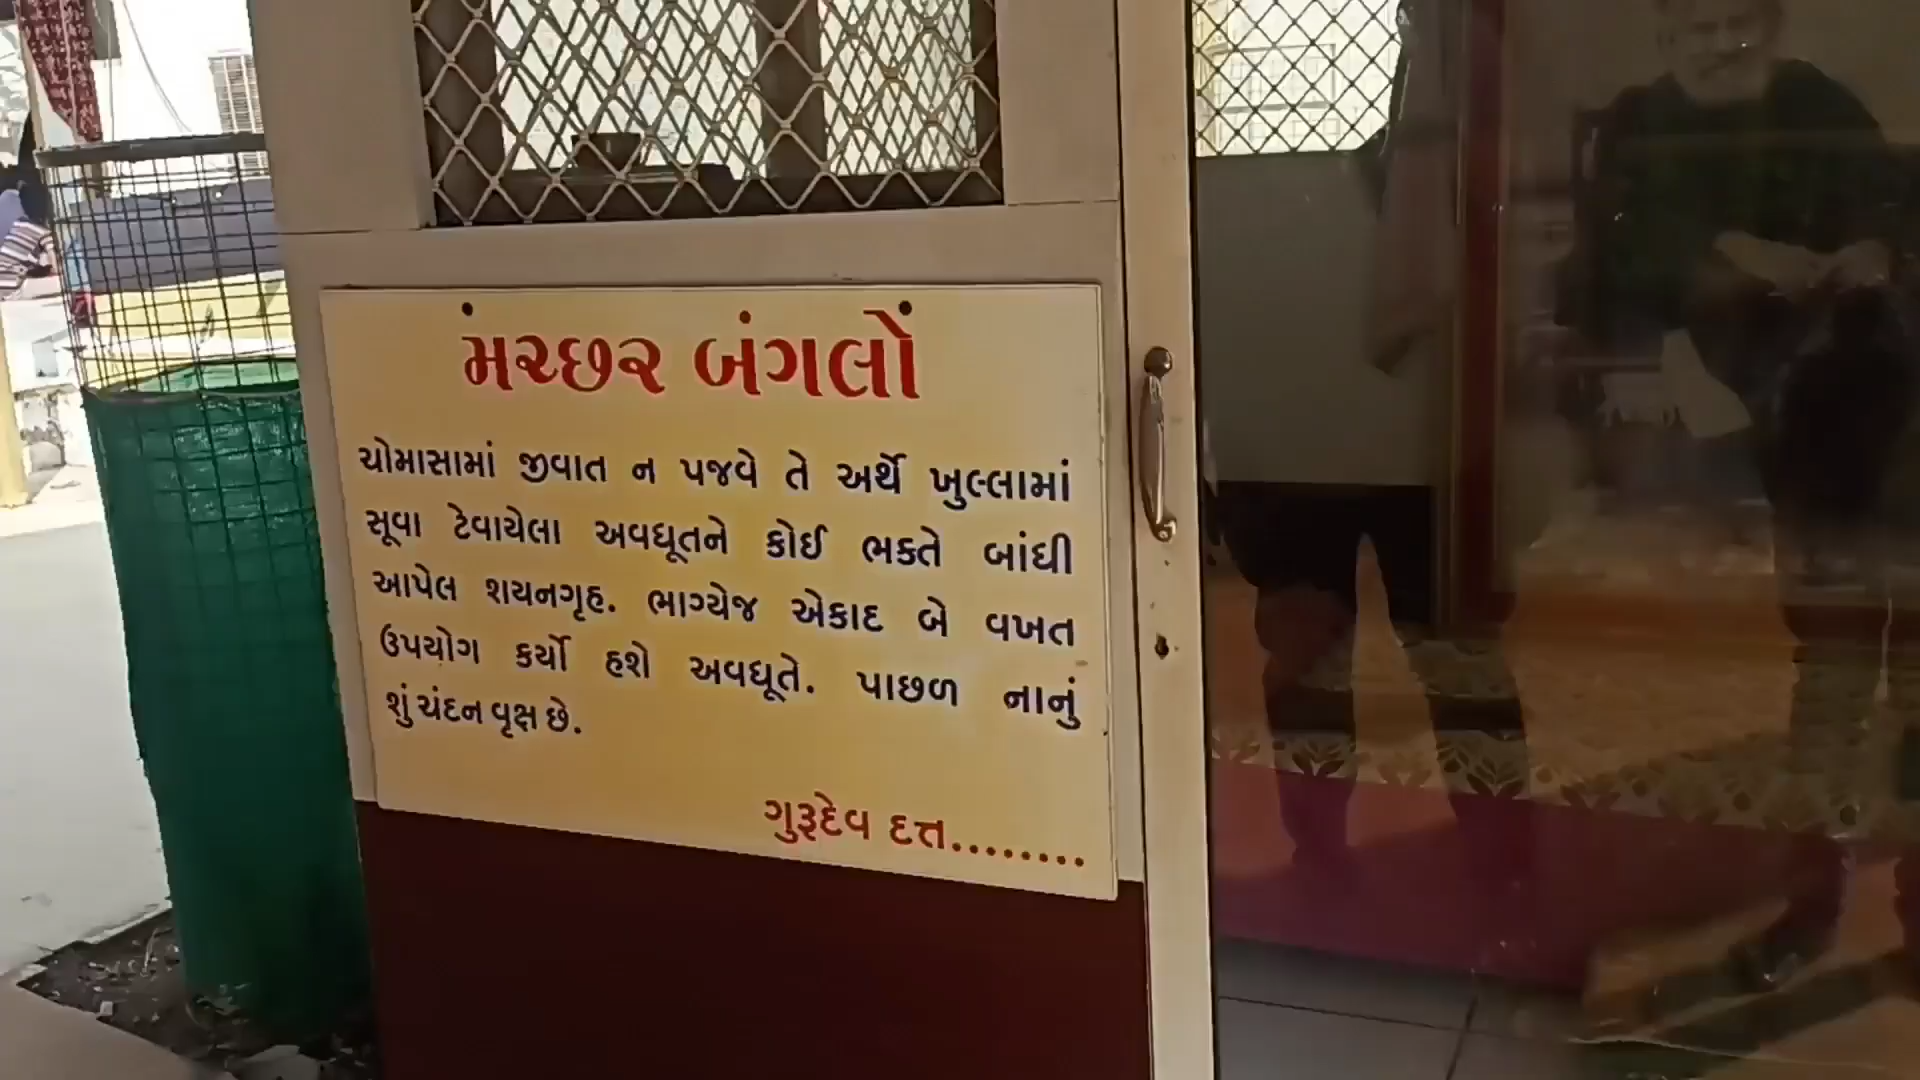 મચ્છર બંગલોં
ચોમાસામાં જીવાત ન પજવે તે અર્થે ખુલ્લામાં
સૂવા ટેવાયેલા અવધૂતને કોઈ ભક્તે બાંધી
આપેલ શયનગૃહ. ભાગ્યેજ એકાદ બે વખત
ઉપયોગ કર્યો હશે અવધૂતે. પાછળ નાનું
શું ચંદન વૃક્ષ છે.
ગુરૂદેવ દત્ત........